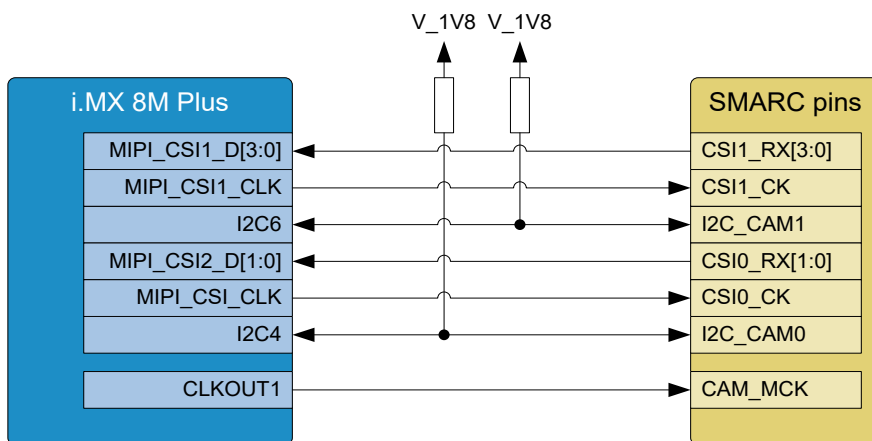 V_1V8 V_1V8
i.MX 8M Plus
SMARC pins
MIPI_CSI1_D[3:0]
CSI1_RX[3:0]
MIPI_CSI1_CLK
CSI1_CK
I2C6
I2C_CAM1
MIPI_CSI2_D[1:0]
CSI0_RX[1:0]
MIPI_CSI_CLK
CSI0_CK
I2C4
I2C_CAM0
CLKOUT1
CAM_MCK